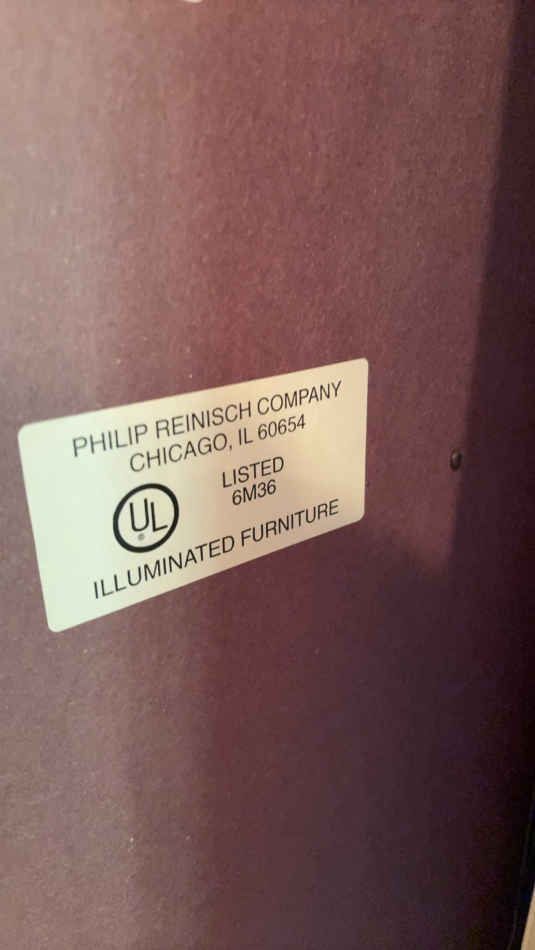 PHILIP REINISCH COMPANY
CHICAGO, IL 60654
LISTED
6M36
UL
®
ILLUMINATED FURNITURE